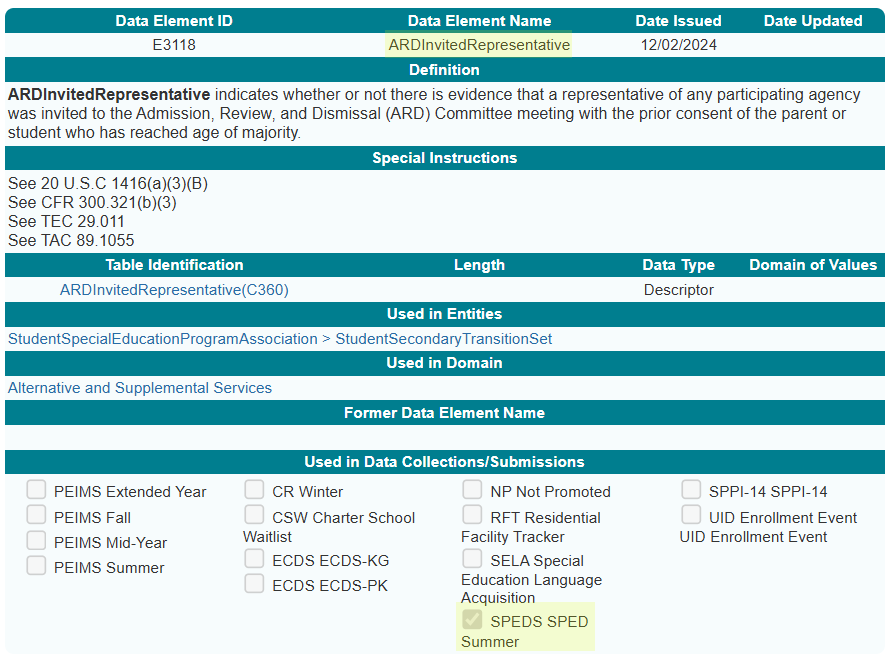 Data Element ID Data Element Name Date Issued Date Updated
E3118 ARDInvitedRepresentative 12/02/2024
Definition
ARDInvitedRepresentative indicates whether or not there is evidence that a representative of any participating agency
was invited to the Admission, Review, and Dismissal (ARD) Committee meeting with the prior consent of the parent or
student who has reached age of majority.
Special Instructions
See 20 U.S.C 1416(a)(3)(B)
See CFR 300.321(b)(3)
See TEC 29.011
See TAC 89.1055
Table Identification Length Data Type Domain of Values
ARDInvitedRepresentative(C360) Descriptor
Used in Entities
StudentSpecialEducationProgramAssociation > StudentSecondaryTransitionSet
Used in Domain
Alternative and Supplemental Services
Former Data Element Name
Used in Data Collections/Submissions
PEIMS Extended Year
PEIMS Fall
PEIMS Mid-Year
PEIMS Summer
CR Winter
CSW Charter School
Waitlist
ECDS ECDS-KG
ECDS ECDS-PK
NP Not Promoted
RFT Residential
Facility Tracker
SELA Special
Education Language
Acquisition
SPEDS SPED
Summer
SPPI-14 SPPI-14
UID Enrollment Event
UID Enrollment Event